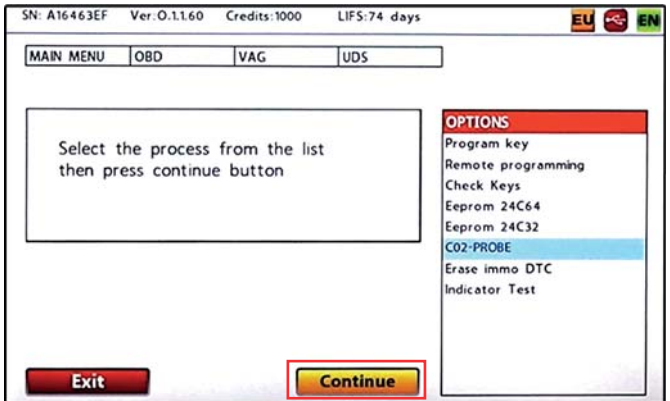 SN: A16463EF Ver:0.1.1.60 Credits:1000 LIFS:74 days EU EN
MAIN MENU OBD VAG UDS
Select the process from the list
then press continue button
OPTIONS
Program key
Remote programming
Check Keys
Eeprom 24C64
Eeprom 24C32
C02-PROBE
Erase immo DTC
Indicator Test
Exit Continue